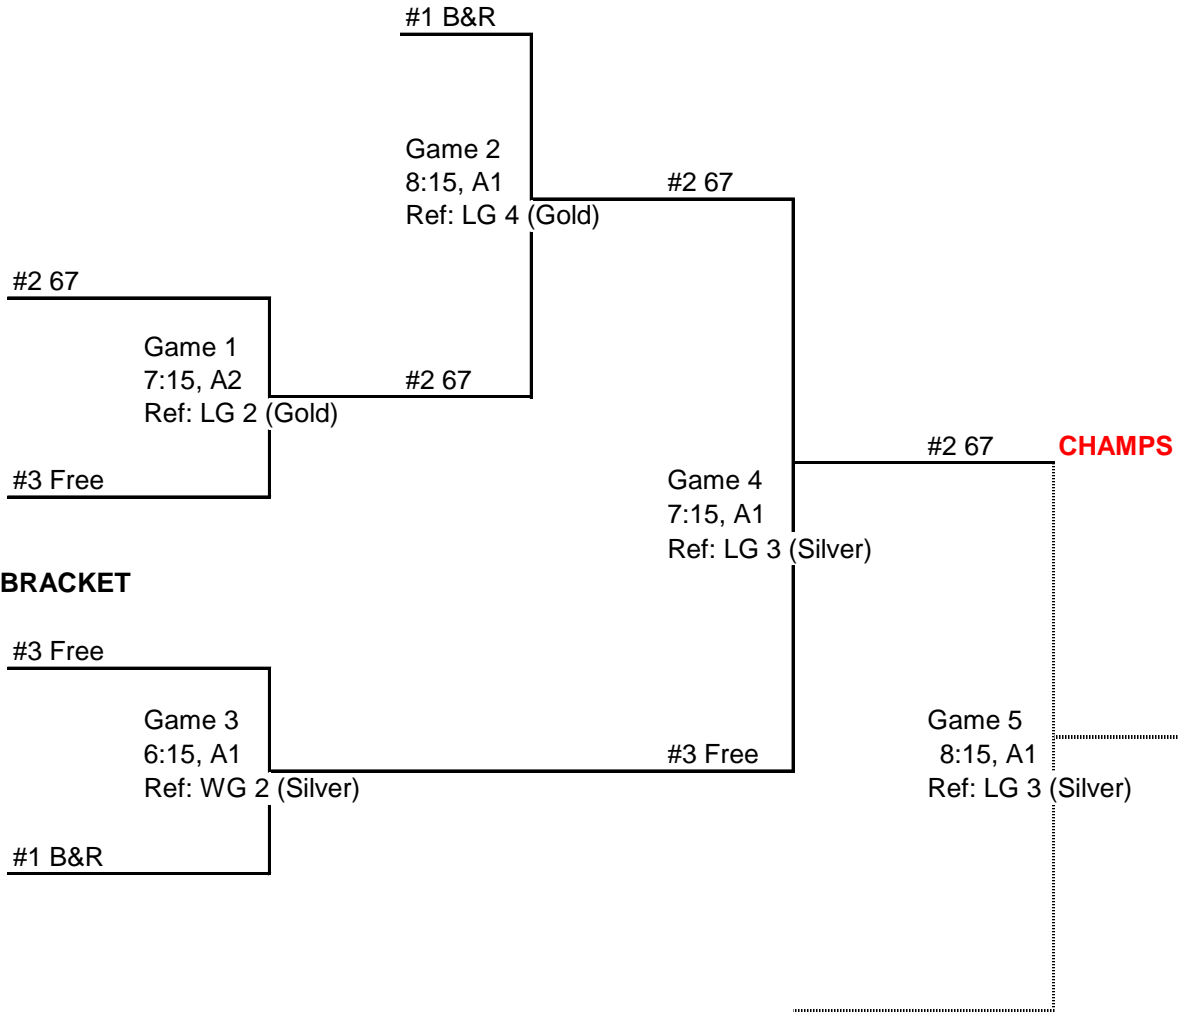 #1 B&R
Game 2
8:15, A1
Ref: LG 4 (Gold)
#2 67
#2 67
Game 1
7:15, A2
Ref: LG 2 (Gold)
#2 67
#3 Free
#2 67
CHAMPS
Game 4
7:15, A1
Ref: LG 3 (Silver)
BRACKET
#3 Free
Game 3
6:15, A1
Ref: WG 2 (Silver)
#3 Free
Game 5
8:15, A1
Ref: LG 3 (Silver)
#1 B&R